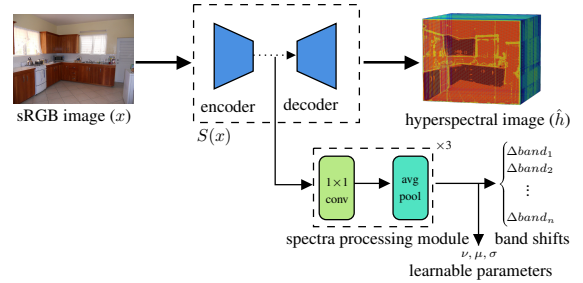 encoder
decoder
sRGB image (x)
S(x)
hyperspectral image (ĥ)
×3
1×1
conv
avg
pool
Δband₁
Δband₂
⋮
Δbandₙ
spectra processing module
band shifts
ν, μ, σ
learnable parameters